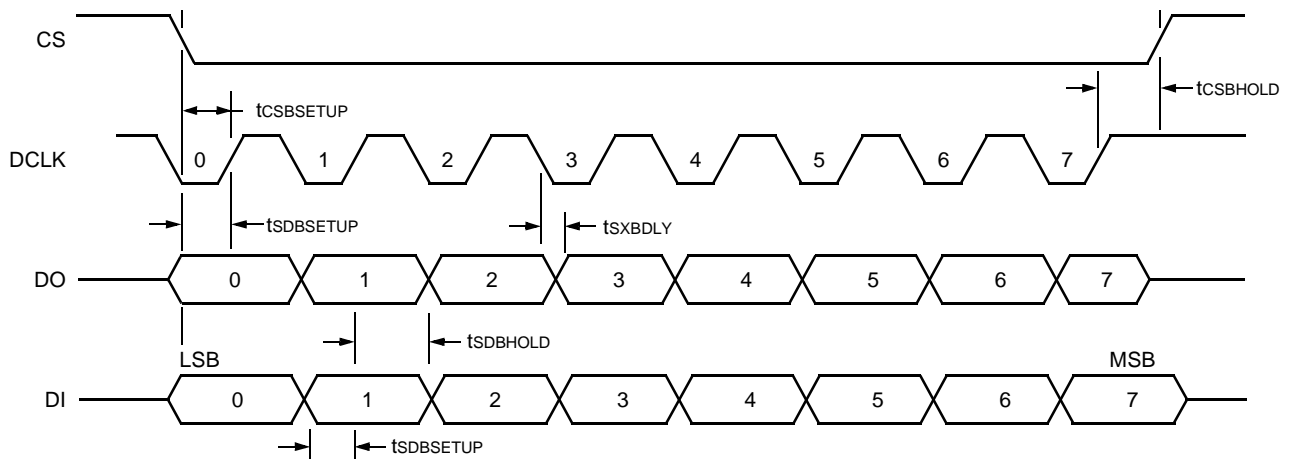 CS
tCSBSETUP
tCSBHOLD
DCLK
0 1 2 3 4 5 6 7
tSDBSETUP
tSXBDLY
DO
0 1 2 3 4 5 6 7
tSDBHOLD
LSB
MSB
DI
0 1 2 3 4 5 6 7
tSDBSETUP